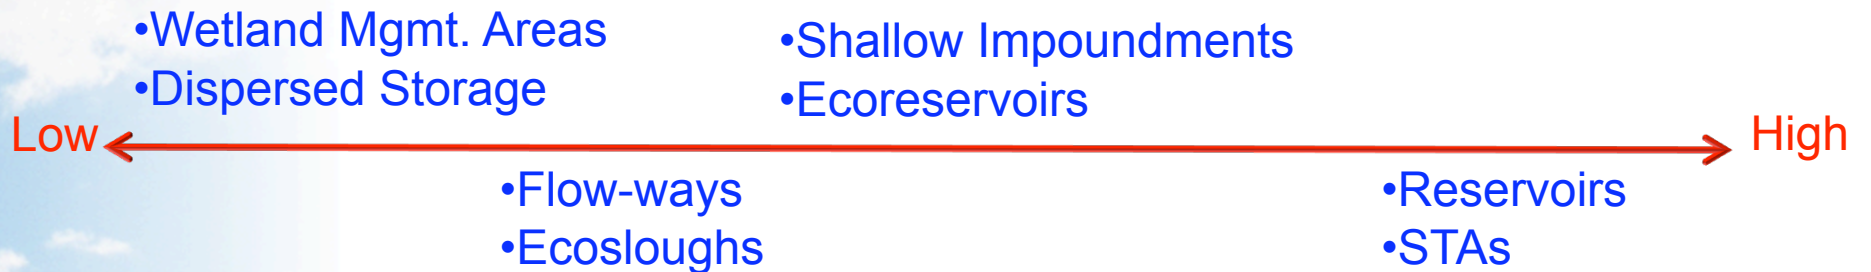 •Wetland Mgmt. Areas
•Dispersed Storage
•Shallow Impoundments
•Ecoreservoirs
Low
High
•Flow-ways
•Ecosloughs
•Reservoirs
•STAs